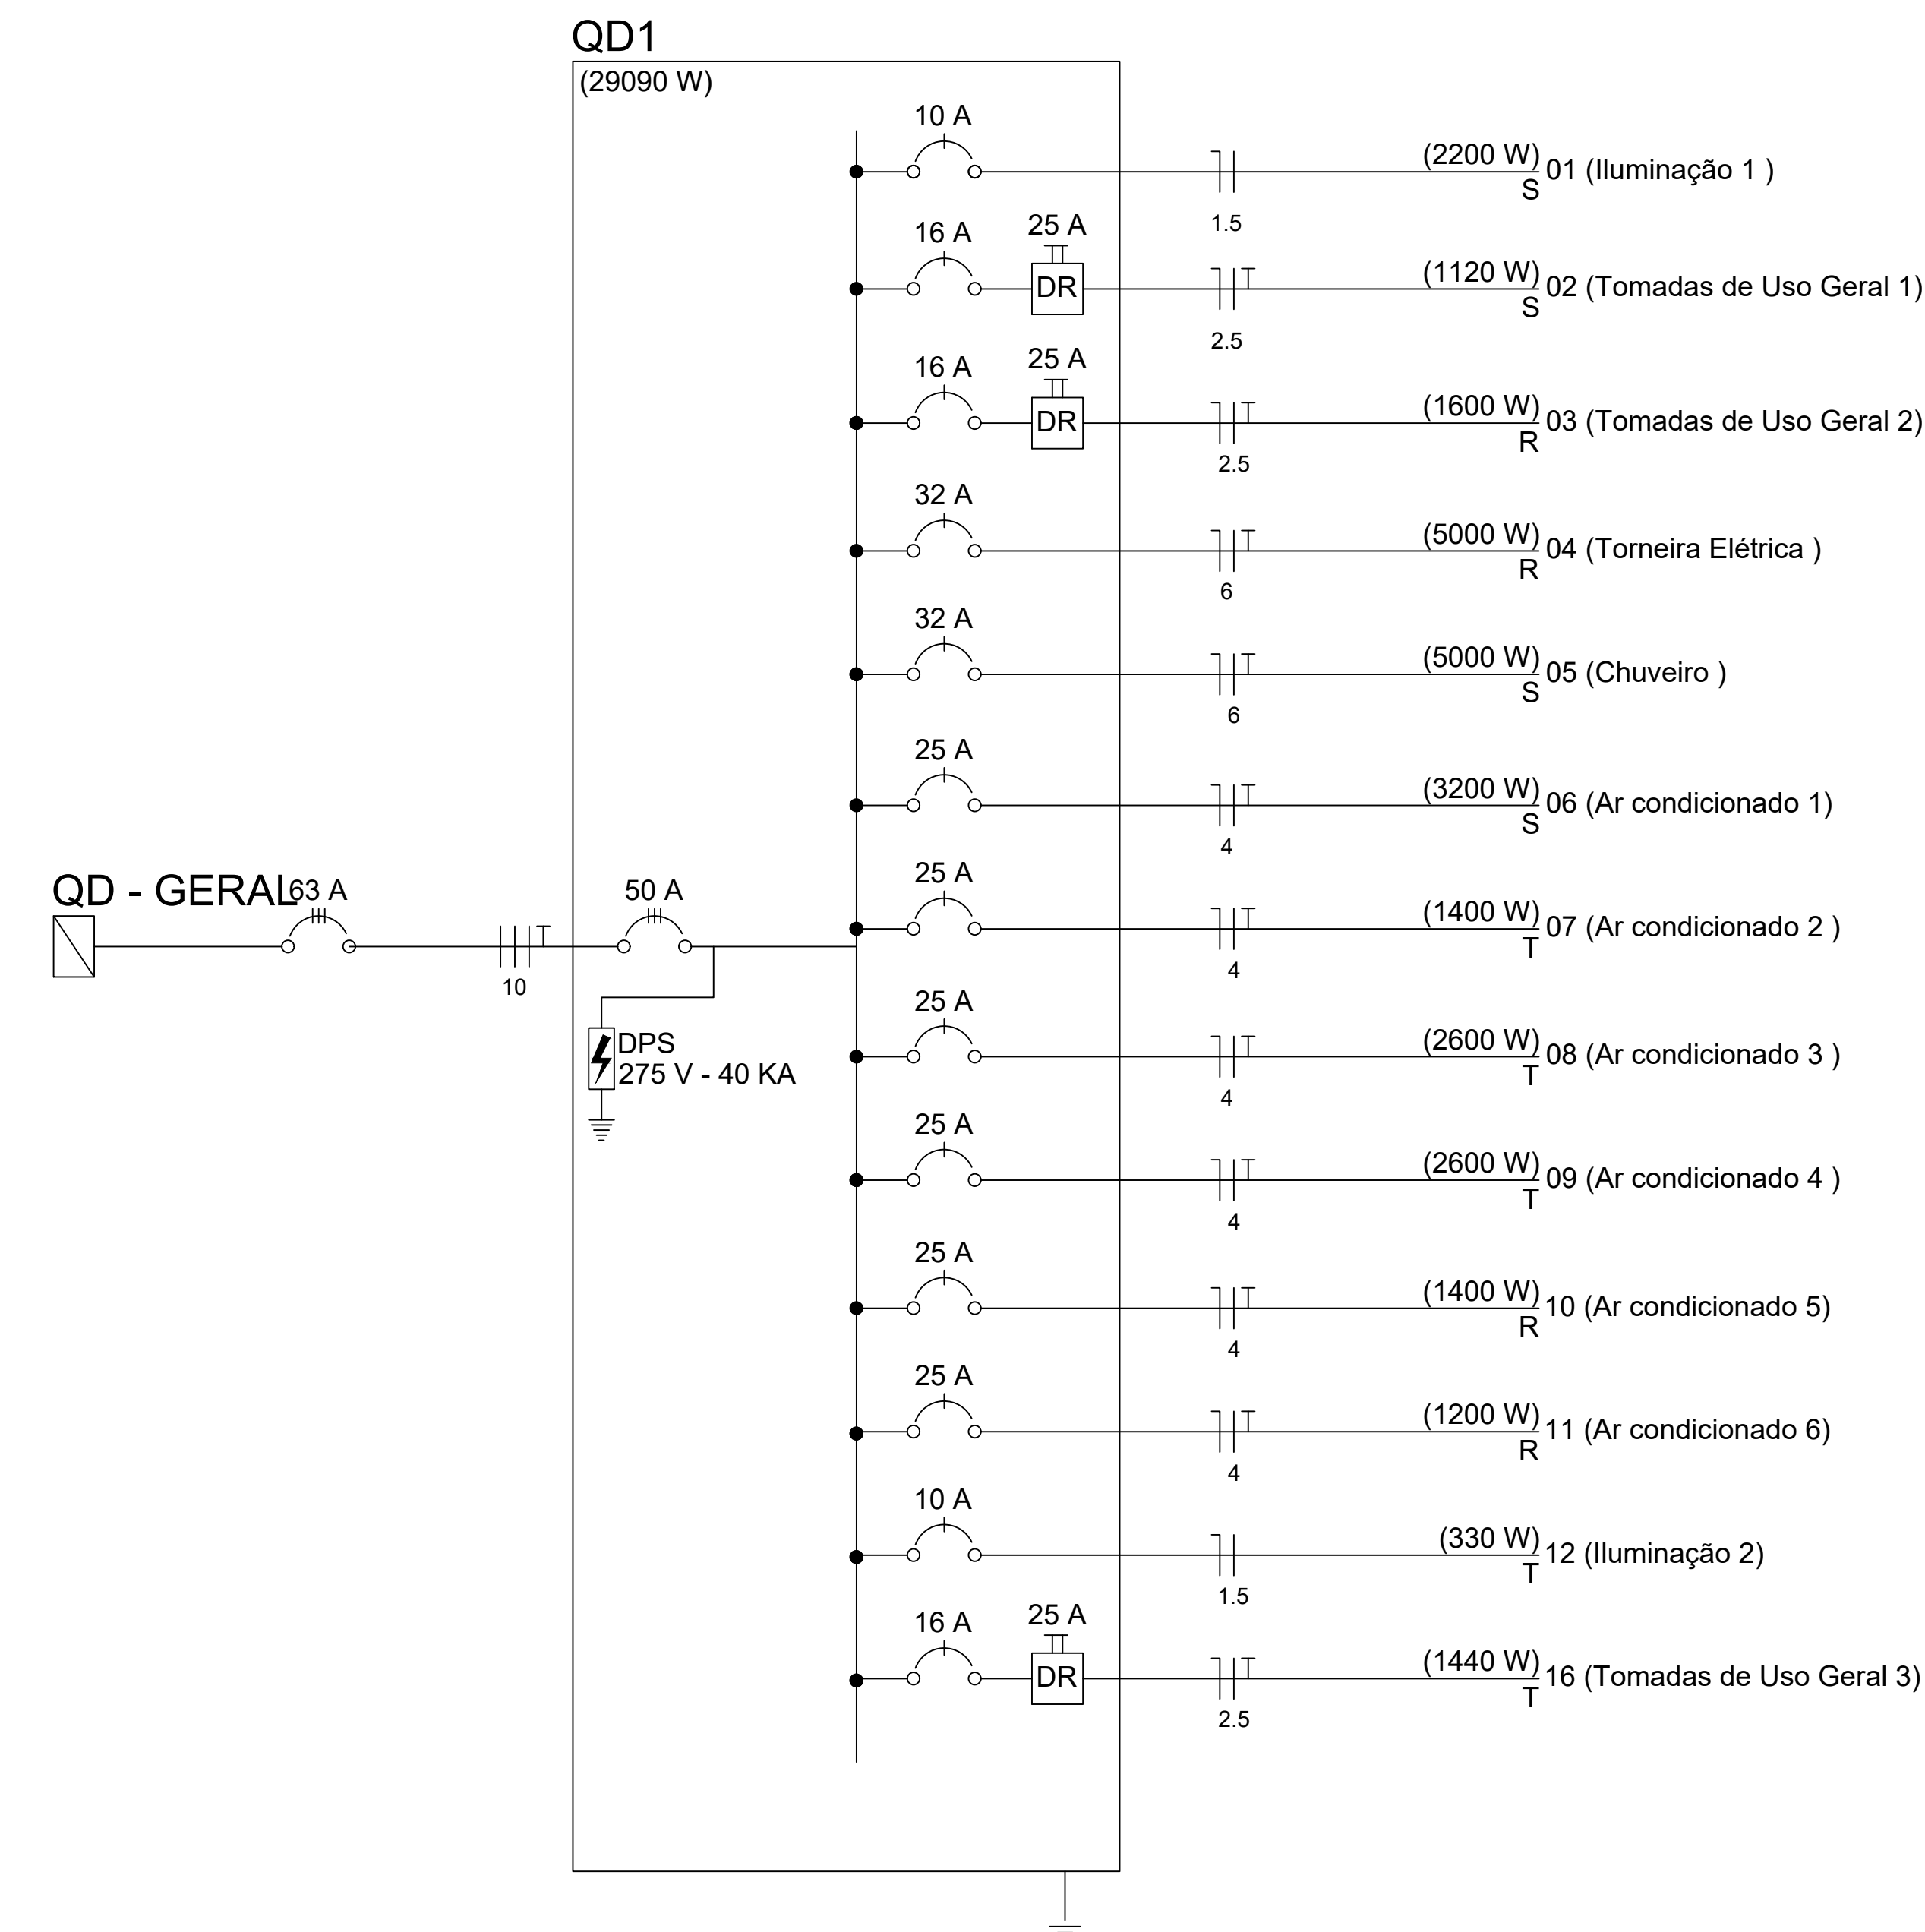 QD1
(29090 W)
10 A
(2200 W)
01 (Iluminação 1 )
S
1.5
16 A
25 A
DR
(1120 W)
02 (Tomadas de Uso Geral 1)
S
2.5
16 A
25 A
DR
(1600 W)
03 (Tomadas de Uso Geral 2)
R
2.5
32 A
(5000 W)
04 (Torneira Elétrica )
R
6
32 A
(5000 W)
05 (Chuveiro )
S
6
25 A
(3200 W)
06 (Ar condicionado 1)
S
4
QD - GERAL
63 A
10
50 A
DPS
275 V - 40 KA
25 A
(1400 W)
07 (Ar condicionado 2 )
T
4
25 A
(2600 W)
08 (Ar condicionado 3 )
T
4
25 A
(2600 W)
09 (Ar condicionado 4 )
T
4
25 A
(1400 W)
10 (Ar condicionado 5)
R
4
25 A
(1200 W)
11 (Ar condicionado 6)
R
4
10 A
(330 W)
12 (Iluminação 2)
T
1.5
16 A
25 A
DR
(1440 W)
16 (Tomadas de Uso Geral 3)
T
2.5